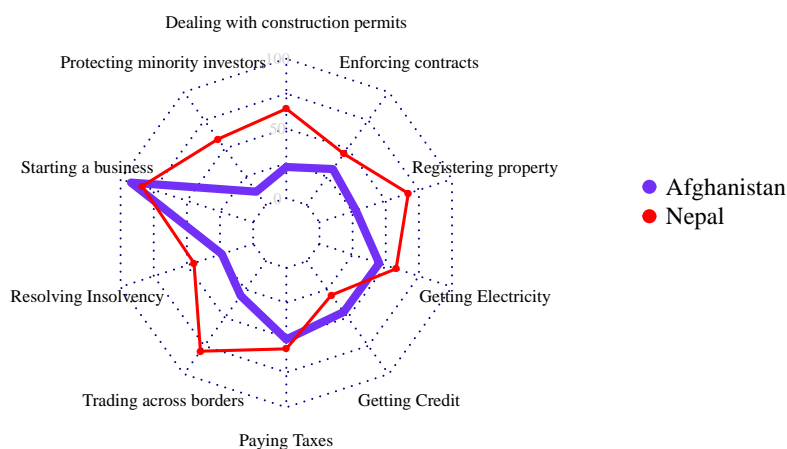 Dealing with construction permits
100
Protecting minority investors
Enforcing contracts
50
Starting a business
Registering property
Afghanistan
0
Nepal
Resolving Insolvency
Getting Electricity
Trading across borders
Getting Credit
Paying Taxes